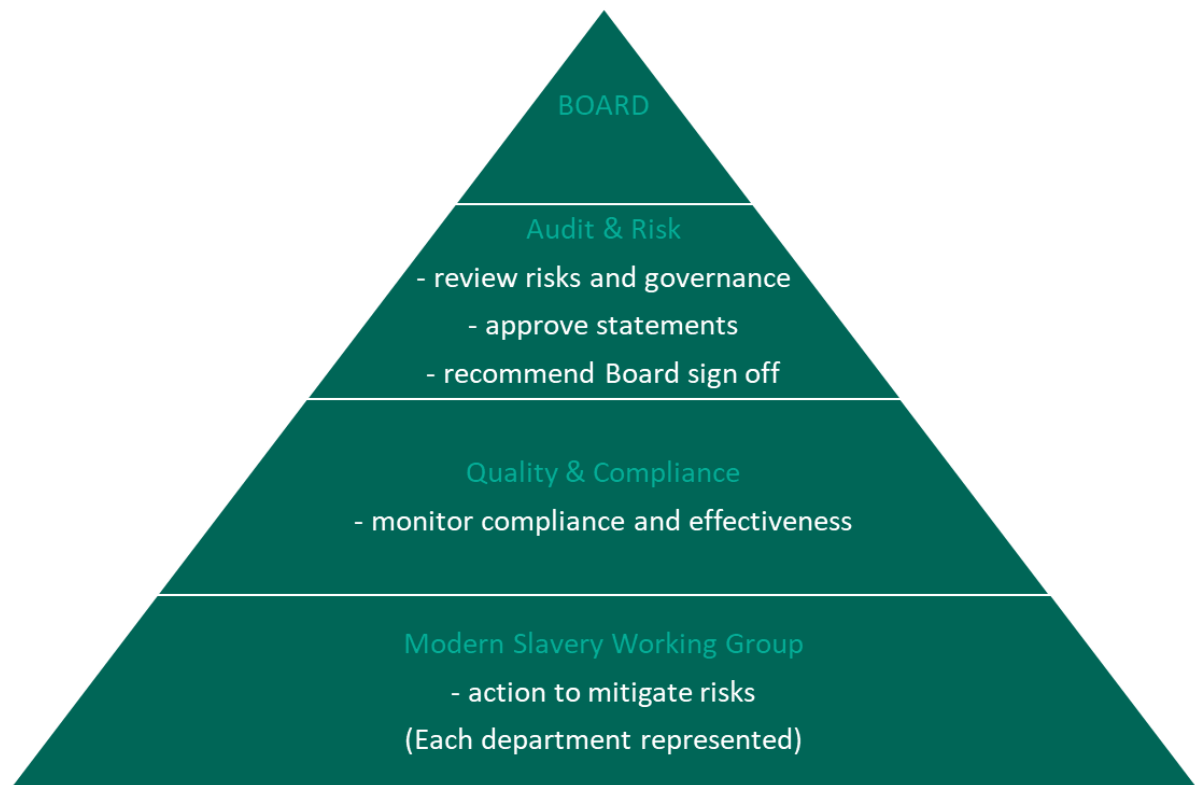 BOARD
Audit & Risk
- review risks and governance
- approve statements
- recommend Board sign off
Quality & Compliance
- monitor compliance and effectiveness
Modern Slavery Working Group
- action to mitigate risks
(Each department represented)